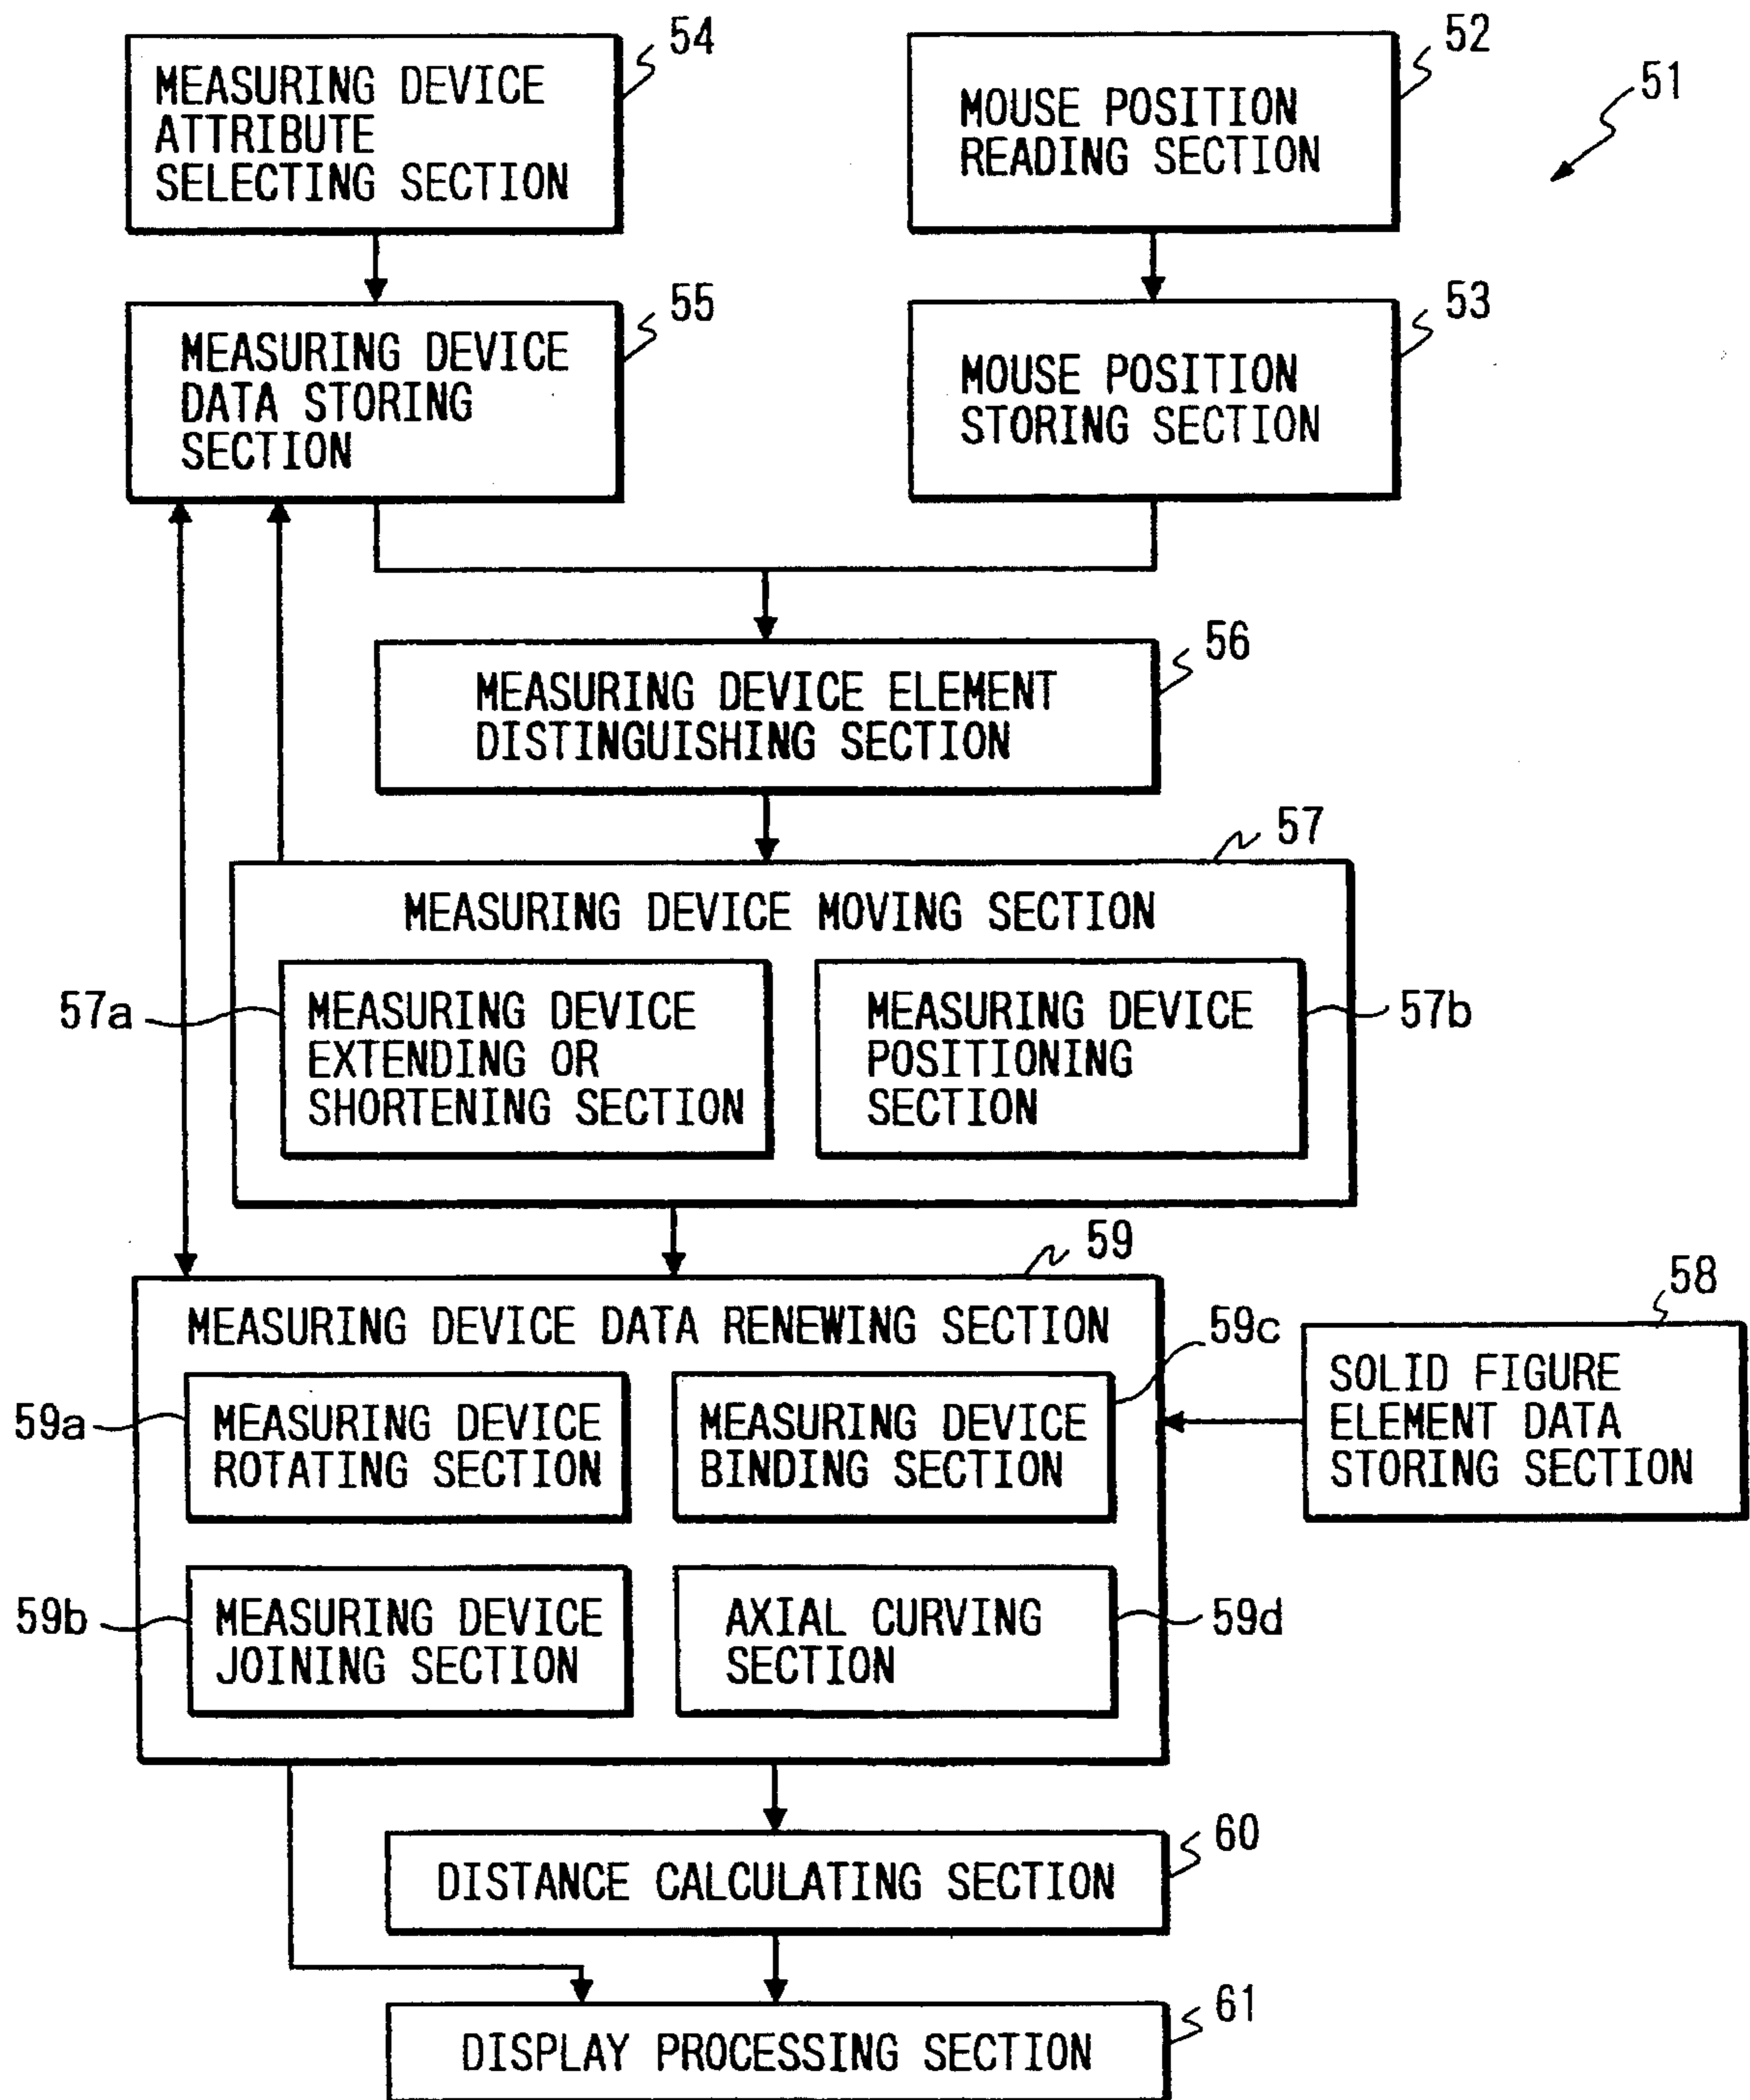 54
MEASURING DEVICE
ATTRIBUTE
SELECTING SECTION
52
MOUSE POSITION
READING SECTION
51
55
MEASURING DEVICE
DATA STORING
SECTION
53
MOUSE POSITION
STORING SECTION
56
MEASURING DEVICE ELEMENT
DISTINGUISHING SECTION
57
MEASURING DEVICE MOVING SECTION
57a
MEASURING DEVICE
EXTENDING OR
SHORTENING SECTION
MEASURING DEVICE
POSITIONING
SECTION
57b
59
MEASURING DEVICE DATA RENEWING SECTION
59a
MEASURING DEVICE
ROTATING SECTION
59c
MEASURING DEVICE
BINDING SECTION
58
SOLID FIGURE
ELEMENT DATA
STORING SECTION
59b
MEASURING DEVICE
JOINING SECTION
AXIAL CURVING
SECTION
59d
60
DISTANCE CALCULATING SECTION
61
DISPLAY PROCESSING SECTION